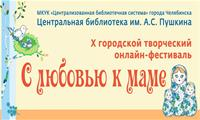 МКУК «Централизованная библиотечная система» города Челябинска
Центральная библиотека им. А.С. Пушкина
X городской творческий
онлайн-фестиваль
С любовью к маме